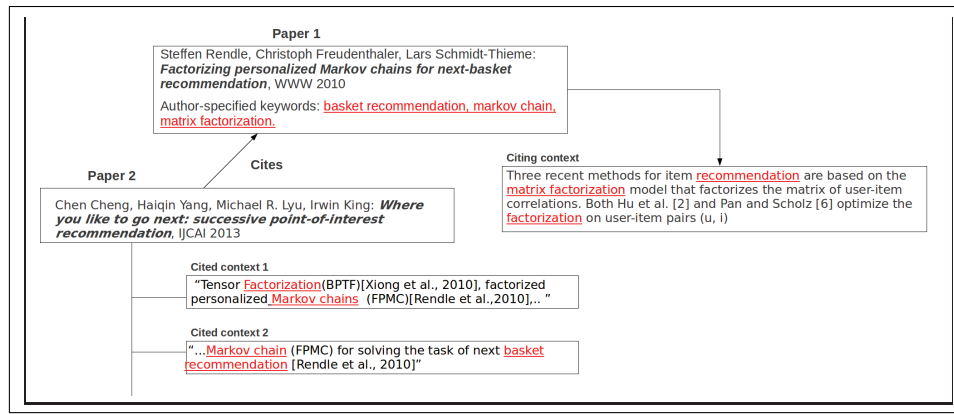 Paper 1
Steffen Rendle, Christoph Freudenthaler, Lars Schmidt-Thieme:
Factorizing personalized Markov chains for next-basket
recommendation, WWW 2010
Author-specified keywords: basket recommendation, markov chain,
matrix factorization.
Cites
Paper 2
Chen Cheng, Haiqin Yang, Michael R. Lyu, Irwin King: Where
you like to go next: successive point-of-interest
recommendation, IJCAI 2013
Citing context
Three recent methods for item recommendation are based on the
matrix factorization model that factorizes the matrix of user-item
correlations. Both Hu et al. [2] and Pan and Scholz [6] optimize the
factorization on user-item pairs (u, i)
Cited context 1
“Tensor Factorization(BPTF)[Xiong et al., 2010], factorized
personalized Markov chains (FPMC)[Rendle et al.,2010],.. ”
Cited context 2
“...Markov chain (FPMC) for solving the task of next basket
recommendation [Rendle et al., 2010]”